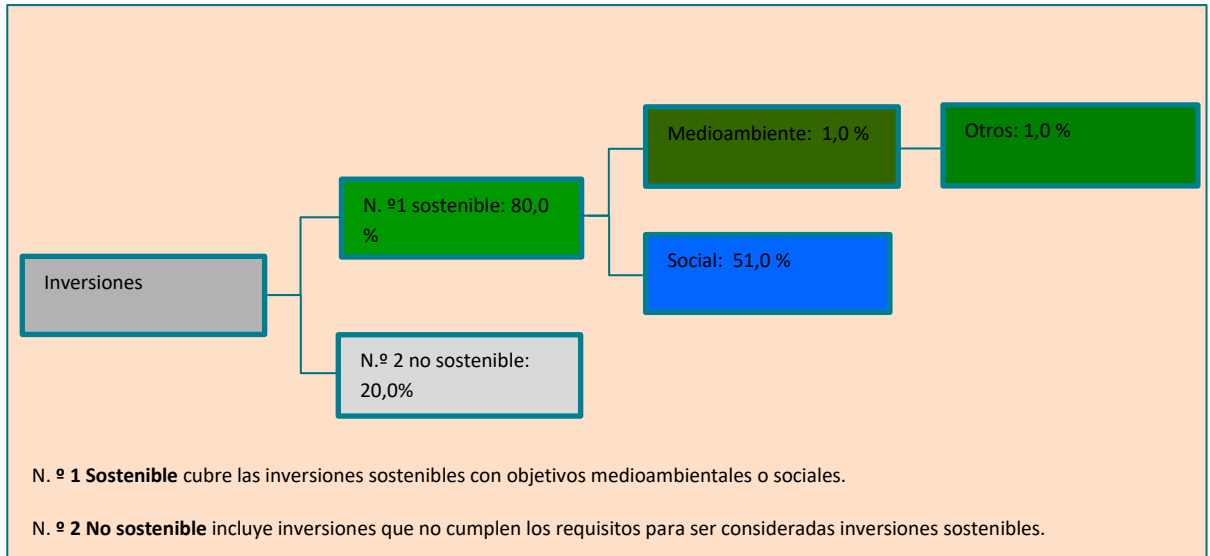 Medioambiente: 1,0 %
Otros: 1,0 %
N. º1 sostenible: 80,0
%
Social: 51,0 %
Inversiones
N.º 2 no sostenible:
20,0%
N. º 1 Sostenible cubre las inversiones sostenibles con objetivos medioambientales o sociales.
N. º 2 No sostenible incluye inversiones que no cumplen los requisitos para ser consideradas inversiones sostenibles.